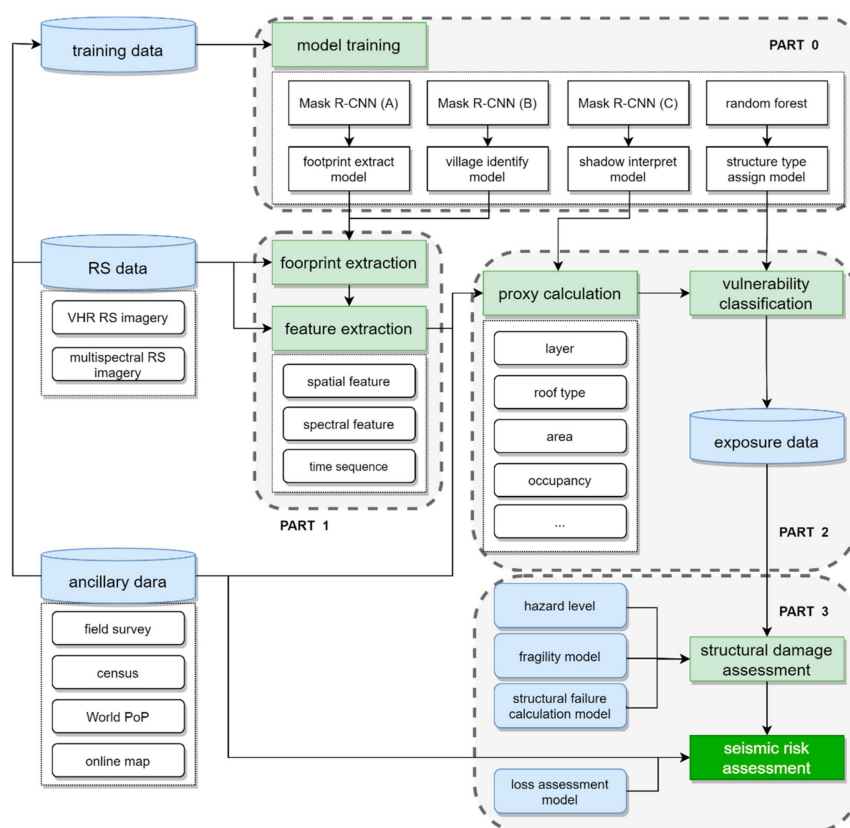 training data
model training
PART 0
Mask R-CNN (A)
Mask R-CNN (B)
Mask R-CNN (C)
random forest
footprint extract
model
village identify
model
shadow interpret
model
structure type
assign model
RS data
VHR RS imagery
multispectral RS
imagery
foorprint extraction
feature extraction
spatial feature
spectral feature
time sequence
PART 1
proxy calculation
layer
roof type
area
occupancy
...
vulnerability
classification
exposure data
PART 2
ancillary dara
field survey
census
World PoP
online map
PART 3
hazard level
fragility model
structural failure
calculation model
structural damage
assessment
seismic risk
assessment
loss assessment
model